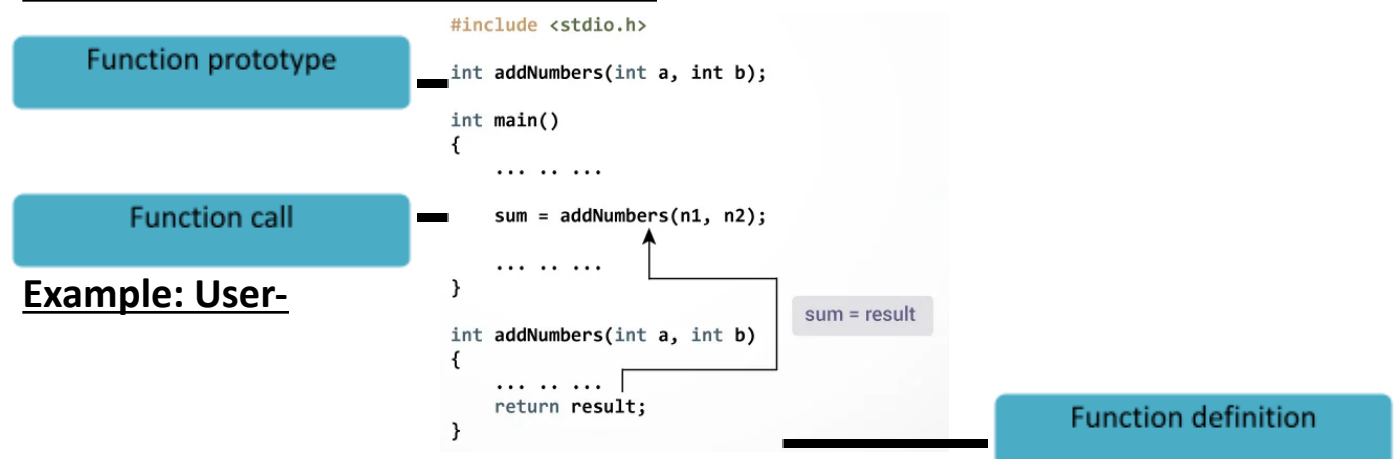 #include <stdio.h>
Function prototype
int addNumbers(int a, int b);
int main()
{
... .. ...
Function call
sum = addNumbers(n1, n2);
... .. ...
}
Example: User-
sum = result
int addNumbers(int a, int b)
{
... .. ...
return result;
}
Function definition